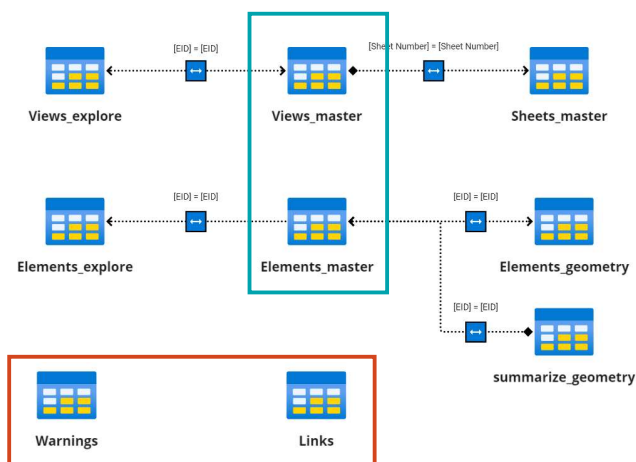 [EID] = [EID]
[Sheet Number] = [Sheet Number]
Views_explore
Views_master
Sheets_master
[EID] = [EID]
[EID] = [EID]
Elements_explore
Elements_master
Elements_geometry
[EID] = [EID]
summarize_geometry
Warnings
Links